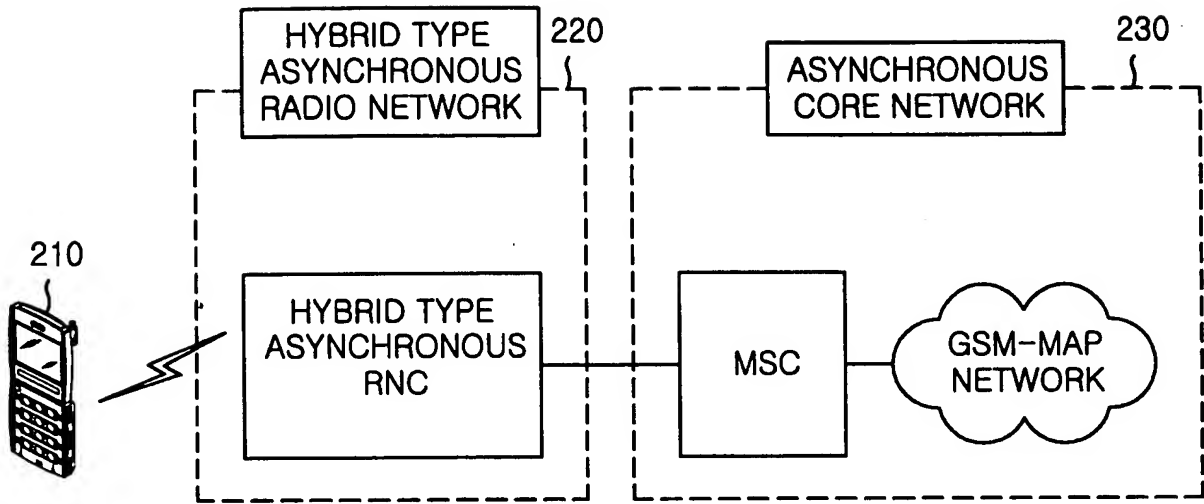 HYBRID TYPE
ASYNCHRONOUS
RADIO NETWORK
220
ASYNCHRONOUS
CORE NETWORK
230
210
HYBRID TYPE
ASYNCHRONOUS
RNC
MSC
GSM-MAP
NETWORK